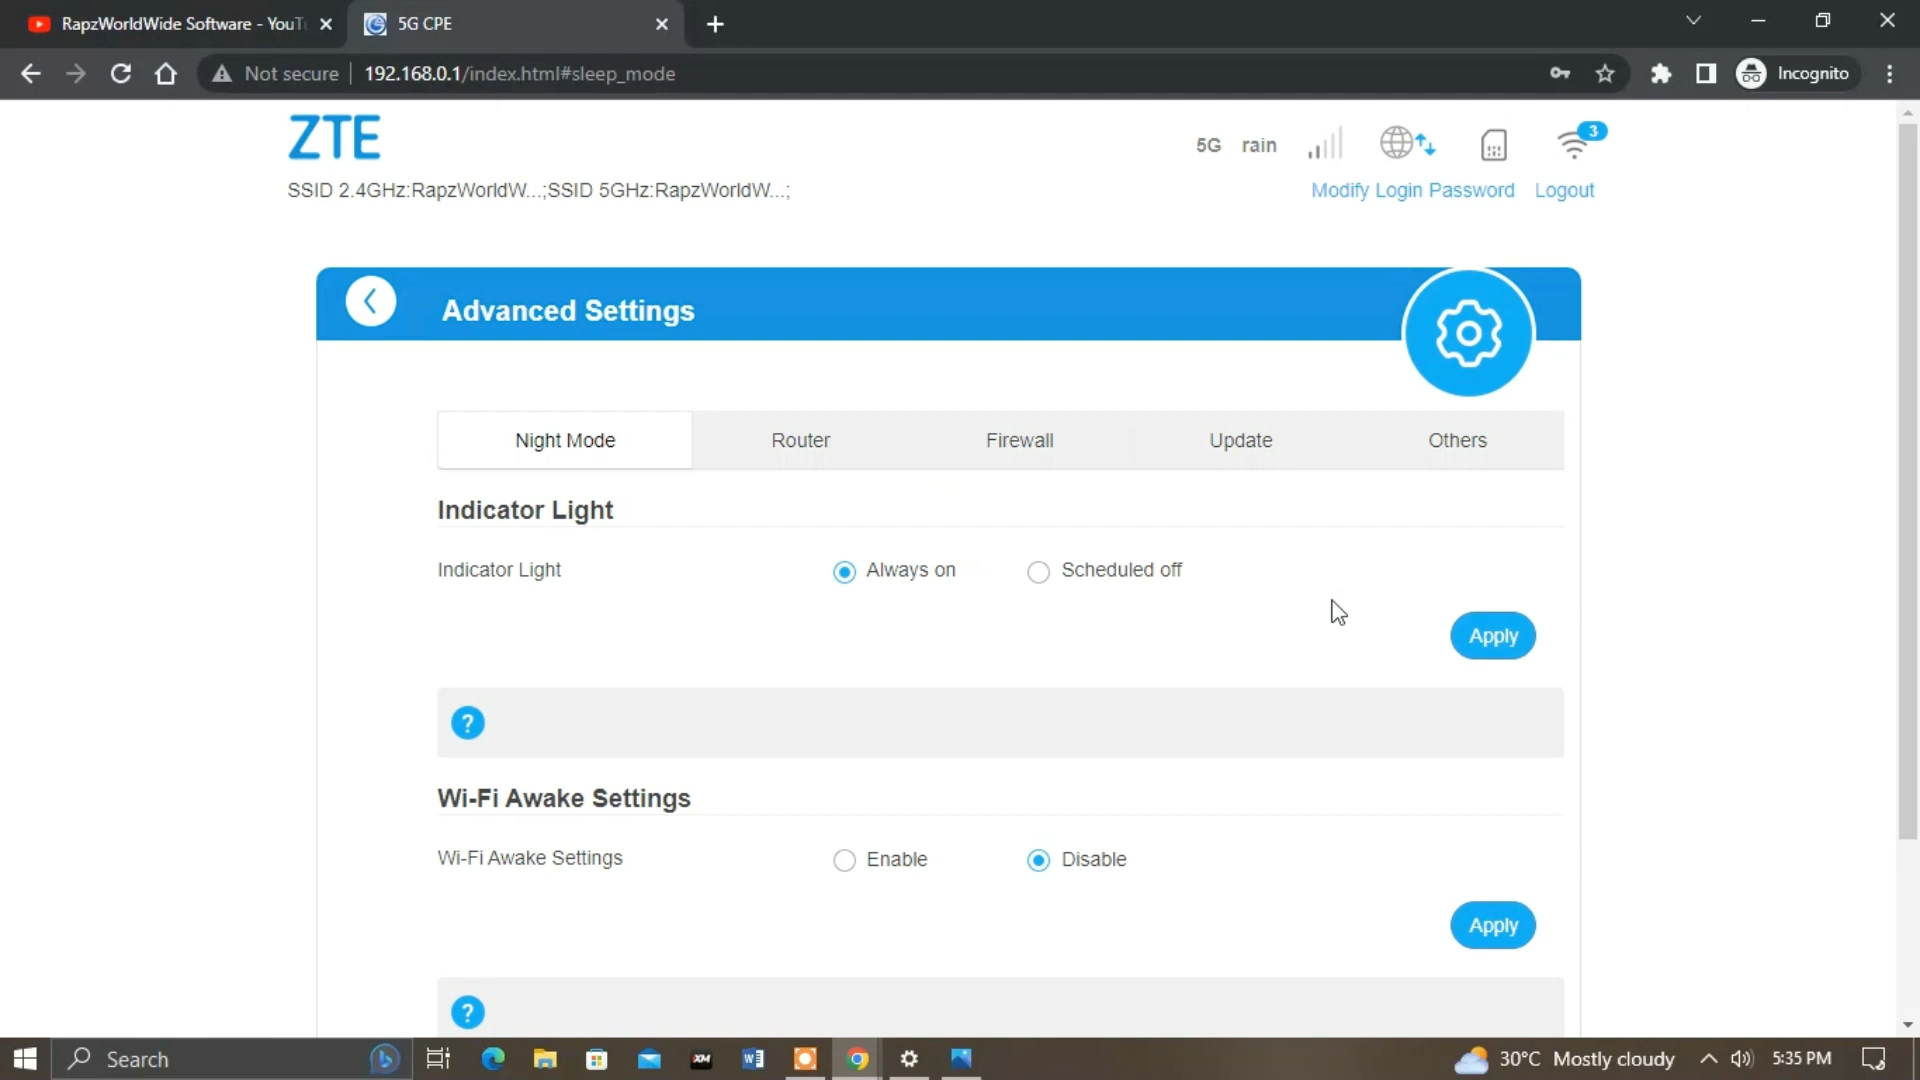 RapzWorldWide Software - YouT
5G CPE
Not secure
192.168.0.1/index.html#sleep_mode
Incognito
ZTE
5G
rain
3
SSID 2.4GHz:RapzWorldW...;SSID 5GHz:RapzWorldW...;
Modify Login Password
Logout
Advanced Settings
Night Mode
Router
Firewall
Update
Others
Indicator Light
Indicator Light
Always on
Scheduled off
Apply
?
Wi-Fi Awake Settings
Wi-Fi Awake Settings
Enable
Disable
Apply
?
Search
XM
W
30°C Mostly cloudy
5:35 PM